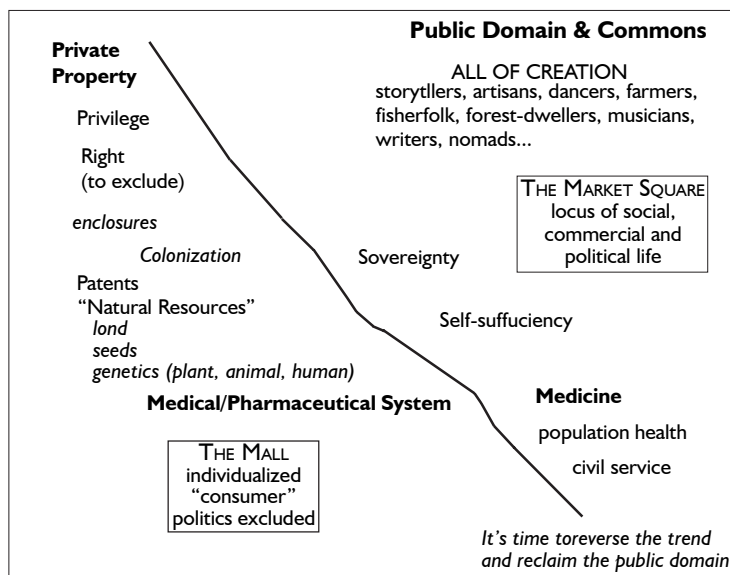 Public Domain & Commons
Private
Property
ALL OF CREATION
storytllers, artisans, dancers, farmers,
fisherfolk, forest-dwellers, musicians,
writers, nomads...
Privilege
Right
(to exclude)
THE MARKET SQUARE
locus of social,
commercial and
political life
enclosures
Colonization
Sovereignty
Patents
“Natural Resources”
lond
seeds
genetics (plant, animal, human)
Self-suffuciency
Medical/Pharmaceutical System
Medicine
population health
civil service
THE MALL
individualized
“consumer”
politics excluded
It's time toreverse the trend
and reclaim the public domain